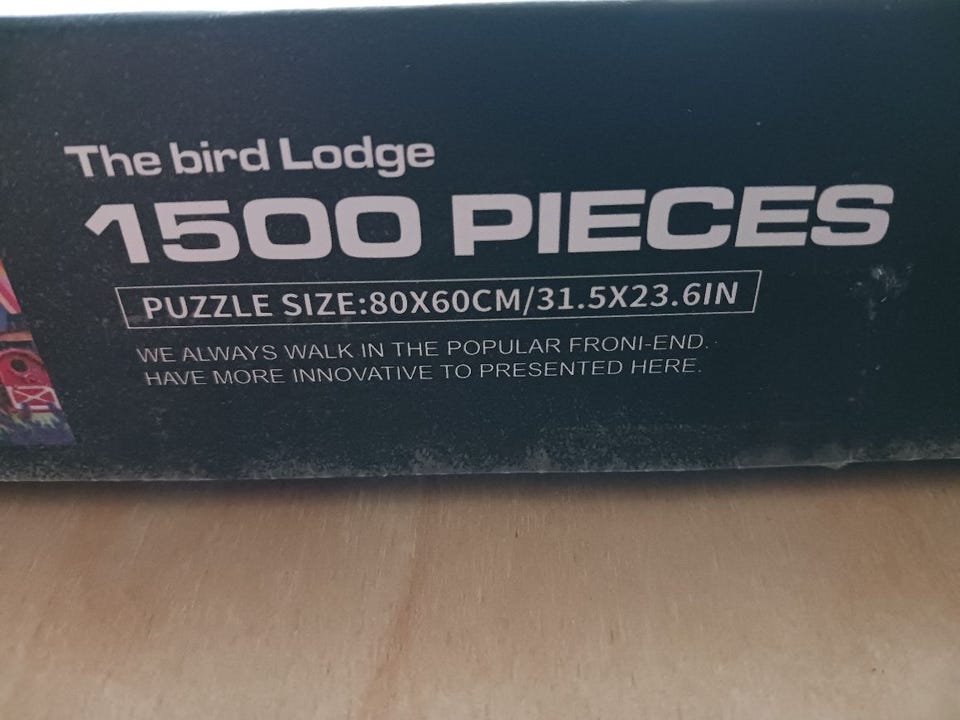 The bird Lodge
1500 PIECES
PUZZLE SIZE:80X60CM/31.5X23.6IN
WE ALWAYS WALK IN THE POPULAR FRONI-END.
HAVE MORE INNOVATIVE TO PRESENTED HERE.